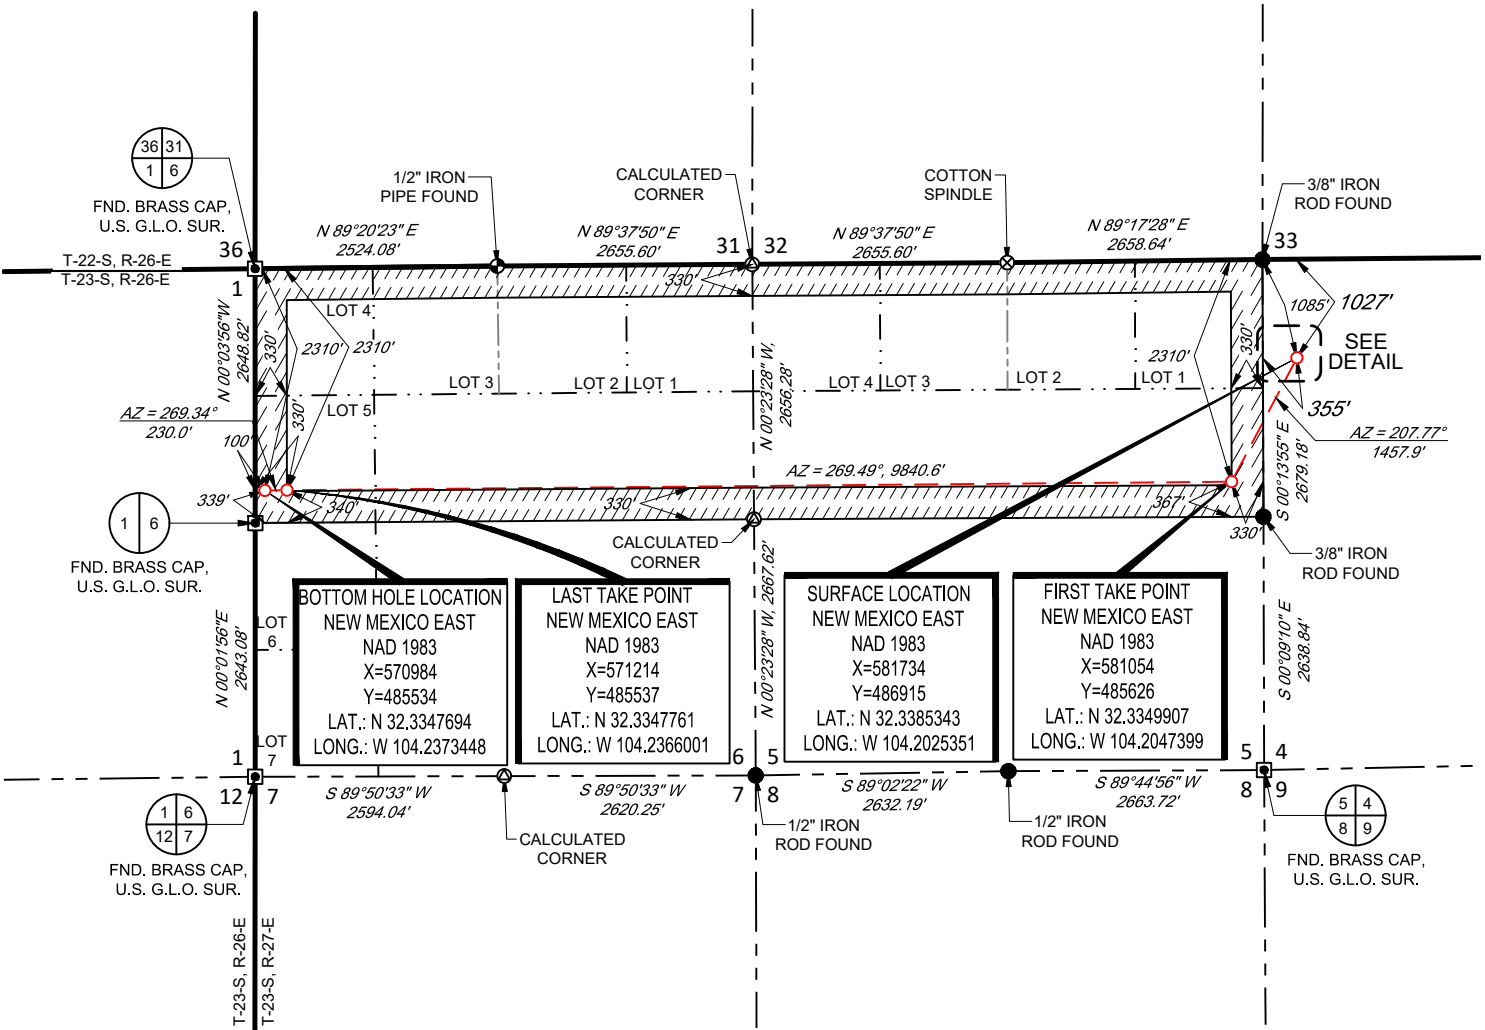 36 31
1 6
FND. BRASS CAP,
U.S. G.L.O. SUR.
1/2" IRON
PIPE FOUND
CALCULATED
CORNER
COTTON
SPINDLE
3/8" IRON
ROD FOUND
N 89°20'23" E
2524.08'
N 89°37'50" E
2655.60'
N 89°37'50" E
2655.60'
N 89°17'28" E
2658.64'
36
31 32
33
T-22-S, R-26-E
T-23-S, R-26-E
1
330'
1085'
1027'
LOT 4
N 00°03'56"W
2648.82'
330'
2310'
2310'
2310'
330'
SEE
DETAIL
LOT 3
LOT 2
LOT 1
LOT 4
LOT 3
LOT 2
LOT 1
N 00°23'28" W,
2656.28'
LOT 5
330'
355'
AZ = 269.34°
230.0'
AZ = 207.77°
1457.9'
100'
AZ = 269.49°, 9840.6'
S 00°13'55" E
2679.18'
339'
340'
330'
367'
330'
1 6
FND. BRASS CAP,
U.S. G.L.O. SUR.
CALCULATED
CORNER
3/8" IRON
ROD FOUND
N 00°01'56"E
2643.08'
LOT
6
LOT
7
BOTTOM HOLE LOCATION
NEW MEXICO EAST
NAD 1983
X=570984
Y=485534
LAT.: N 32.3347694
LONG.: W 104.2373448
LAST TAKE POINT
NEW MEXICO EAST
NAD 1983
X=571214
Y=485537
LAT.: N 32.3347761
LONG.: W 104.2366001
N 00°23'28" W, 2667.62'
SURFACE LOCATION
NEW MEXICO EAST
NAD 1983
X=581734
Y=486915
LAT.: N 32.3385343
LONG.: W 104.2025351
FIRST TAKE POINT
NEW MEXICO EAST
NAD 1983
X=581054
Y=485626
LAT.: N 32.3349907
LONG.: W 104.2047399
S 00°09'10" E
2638.84'
1
12 7
6 5
7 8
5 4
8 9
S 89°50'33" W
2594.04'
S 89°50'33" W
2620.25'
S 89°02'22" W
2632.19'
S 89°44'56" W
2663.72'
1 6
12 7
FND. BRASS CAP,
U.S. G.L.O. SUR.
CALCULATED
CORNER
1/2" IRON
ROD FOUND
1/2" IRON
ROD FOUND
5 4
8 9
FND. BRASS CAP,
U.S. G.L.O. SUR.
T-23-S, R-26-E
T-23-S, R-27-E